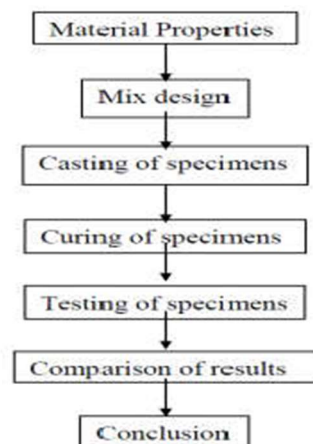 Material Properties
Mix design
Casting of specimens
Curing of specimens
Testing of specimens
Comparison of results
Conclusion